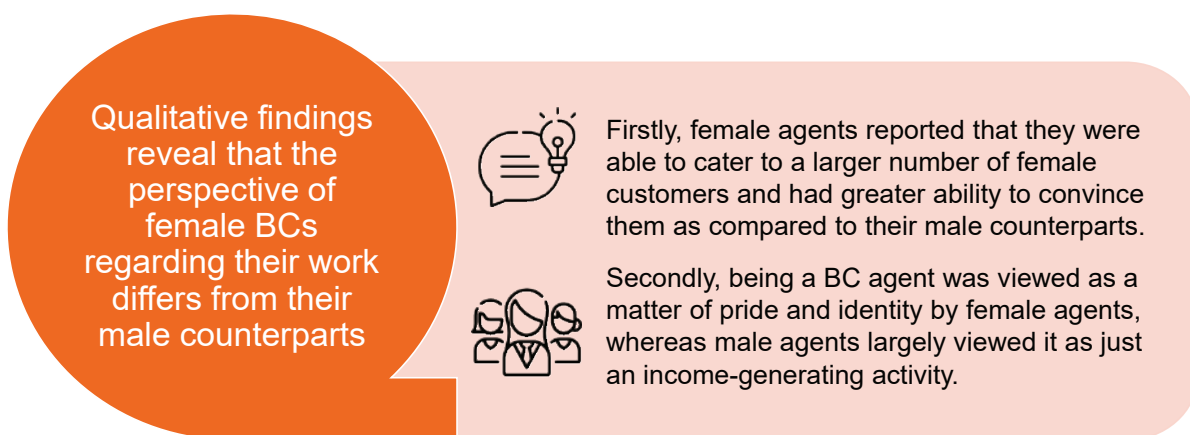 Qualitative findings
reveal that the
perspective of
female BCs
regarding their work
differs from their
male counterparts
Firstly, female agents reported that they were
able to cater to a larger number of female
customers and had greater ability to convince
them as compared to their male counterparts.
Secondly, being a BC agent was viewed as a
matter of pride and identity by female agents,
whereas male agents largely viewed it as just
an income-generating activity.